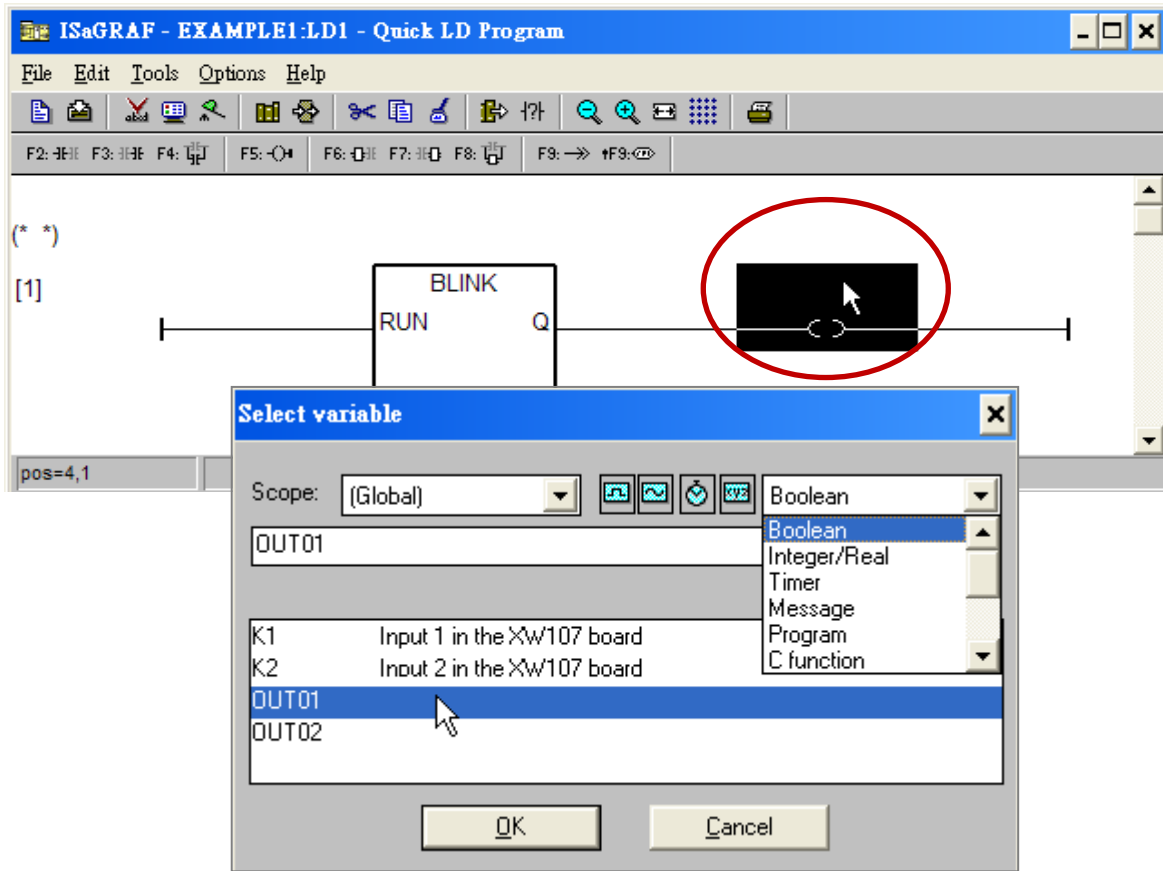 ISaGRAF - EXAMPLE1:LD1 - Quick LD Program
File Edit Tools Options Help
F2: F3: F4: F5: F6: F7: F8: F9: F9:
(* *)
[1]
BLINK
RUN Q
pos=4,1
Select variable
Scope: (Global) xyz Boolean
OUT01
Boolean
Integer/Real
Timer
Message
Program
C function
K1 Input 1 in the XW107 board
K2 Input 2 in the XW107 board
OUT01
OUT02
OK Cancel